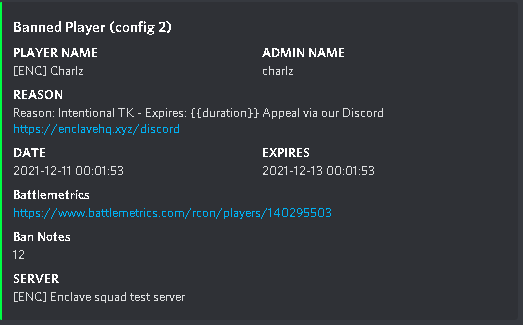 Banned Player (config 2)
PLAYER NAME
[ENC] Charlz
ADMIN NAME
charlz
REASON
Reason: Intentional TK - Expires: {{duration}} Appeal via our Discord
https://enclavehq.xyz/discord
DATE
2021-12-11 00:01:53
EXPIRES
2021-12-13 00:01:53
Battlemetrics
https://www.battlemetrics.com/rcon/players/140295503
Ban Notes
12
SERVER
[ENC] Enclave squad test server